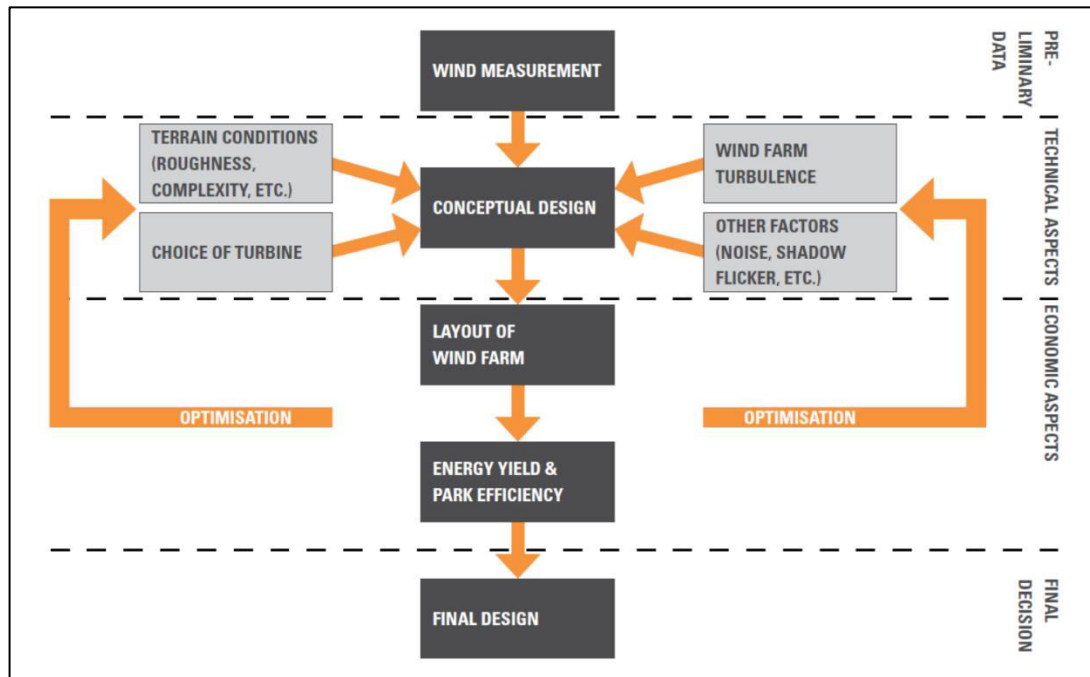 WIND MEASUREMENT
PRE-
LIMINARY
DATA
TERRAIN CONDITIONS
(ROUGHNESS,
COMPLEXITY, ETC.)
CHOICE OF TURBINE
CONCEPTUAL DESIGN
WIND FARM
TURBULENCE
OTHER FACTORS
(NOISE, SHADOW
FLICKER, ETC.)
TECHNICAL ASPECTS
LAYOUT OF
WIND FARM
OPTIMISATION
OPTIMISATION
ENERGY YIELD &
PARK EFFICIENCY
ECONOMIC ASPECTS
FINAL DESIGN
FINAL
DECISION